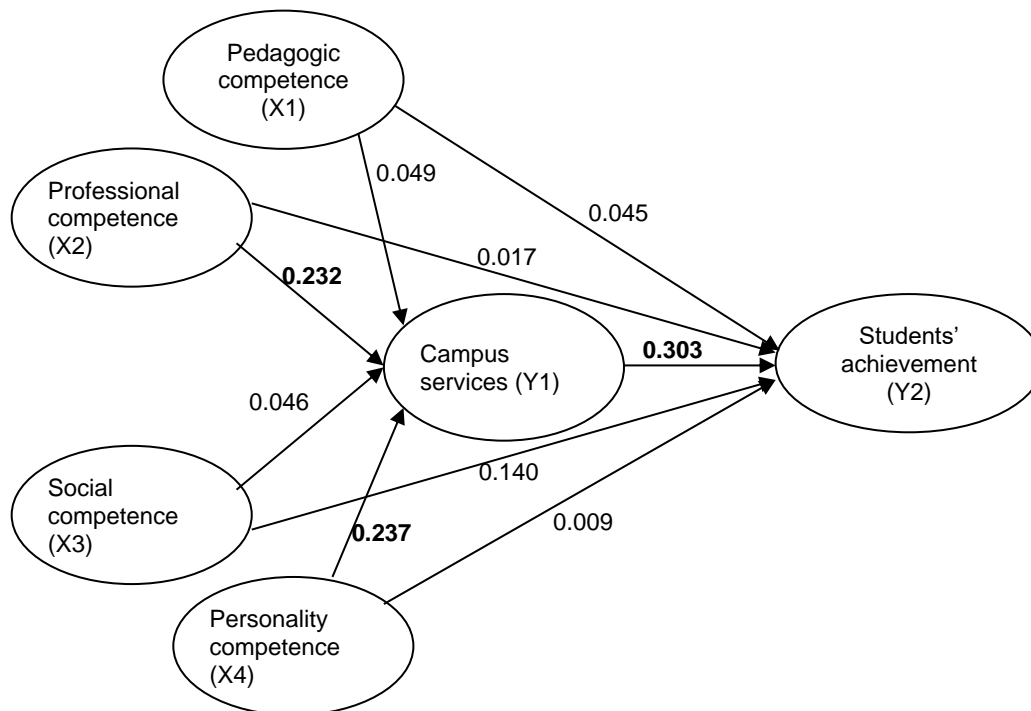 Pedagogic
competence
(X1)
0.049
0.045
Professional
competence
(X2)
0.017
0.232
Campus
services (Y1)
0.303
Students’
achievement
(Y2)
0.046
0.140
Social
competence
(X3)
0.009
0.237
Personality
competence
(X4)